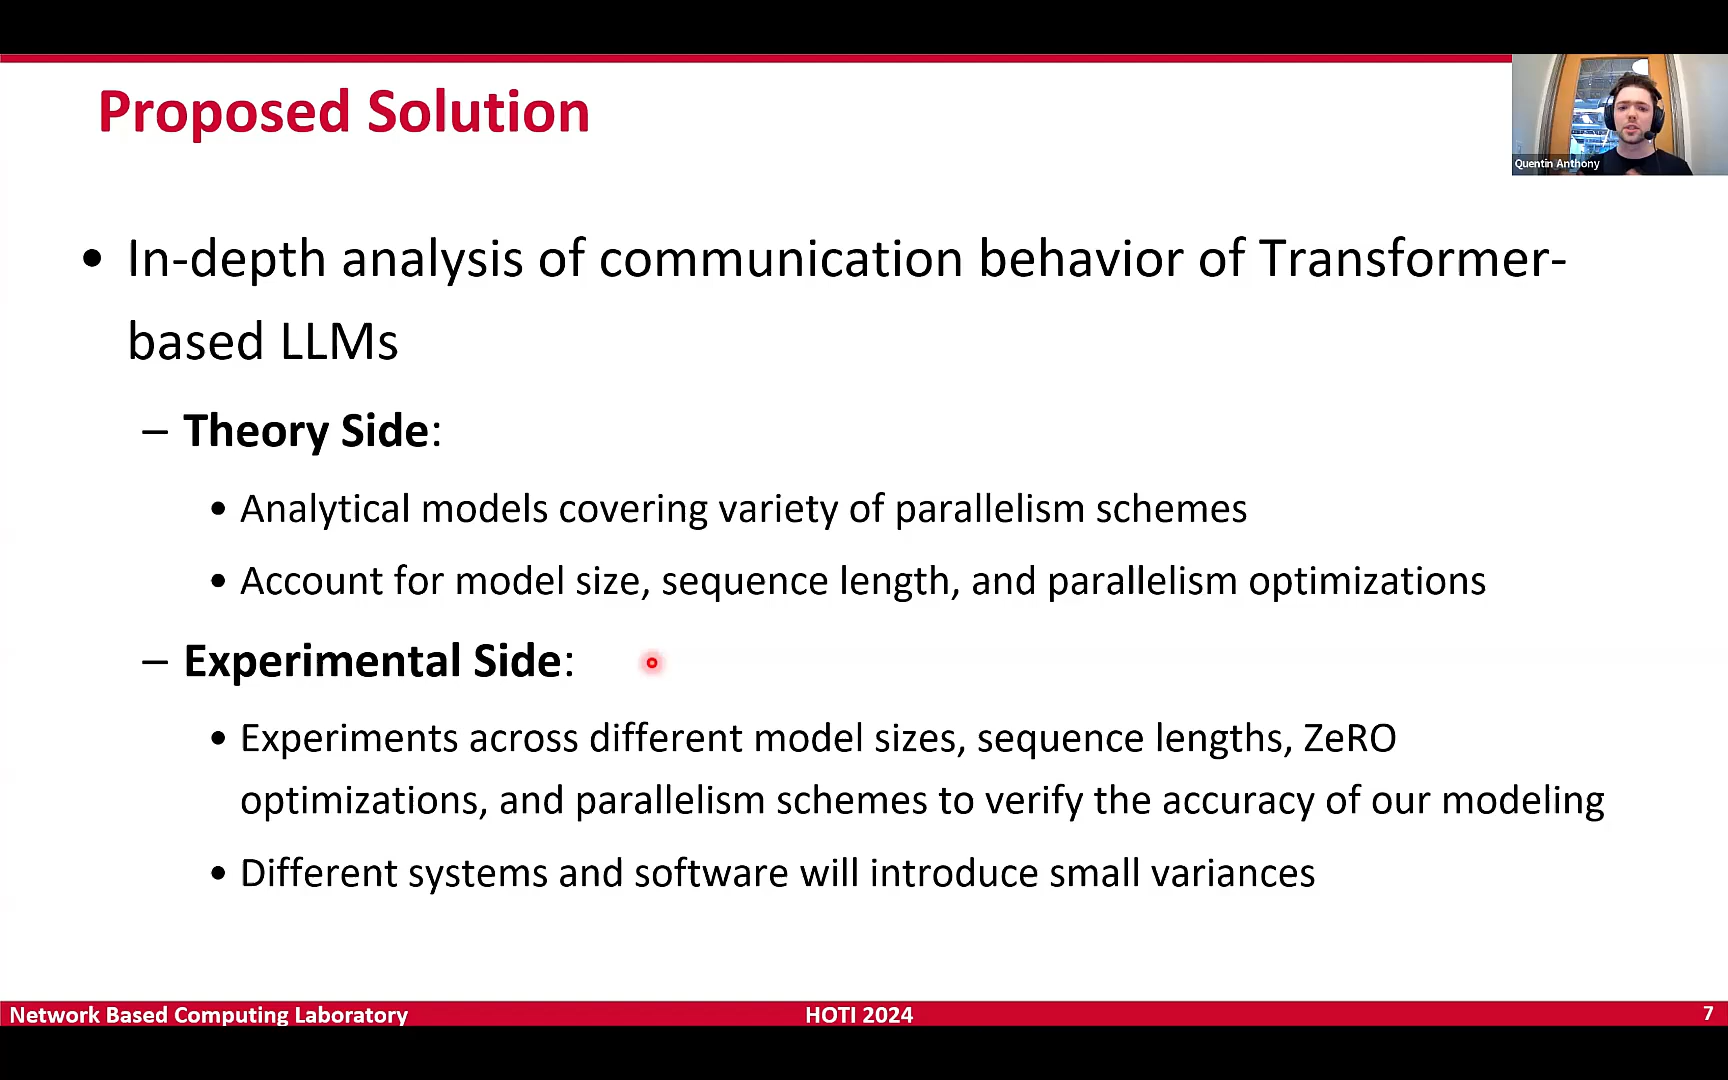 Proposed Solution
Quentin Anthony
• In-depth analysis of communication behavior of Transformer-
based LLMs
– Theory Side:
• Analytical models covering variety of parallelism schemes
• Account for model size, sequence length, and parallelism optimizations
– Experimental Side:
• Experiments across different model sizes, sequence lengths, ZeRO
optimizations, and parallelism schemes to verify the accuracy of our modeling
• Different systems and software will introduce small variances
Network Based Computing Laboratory
HOTI 2024
7